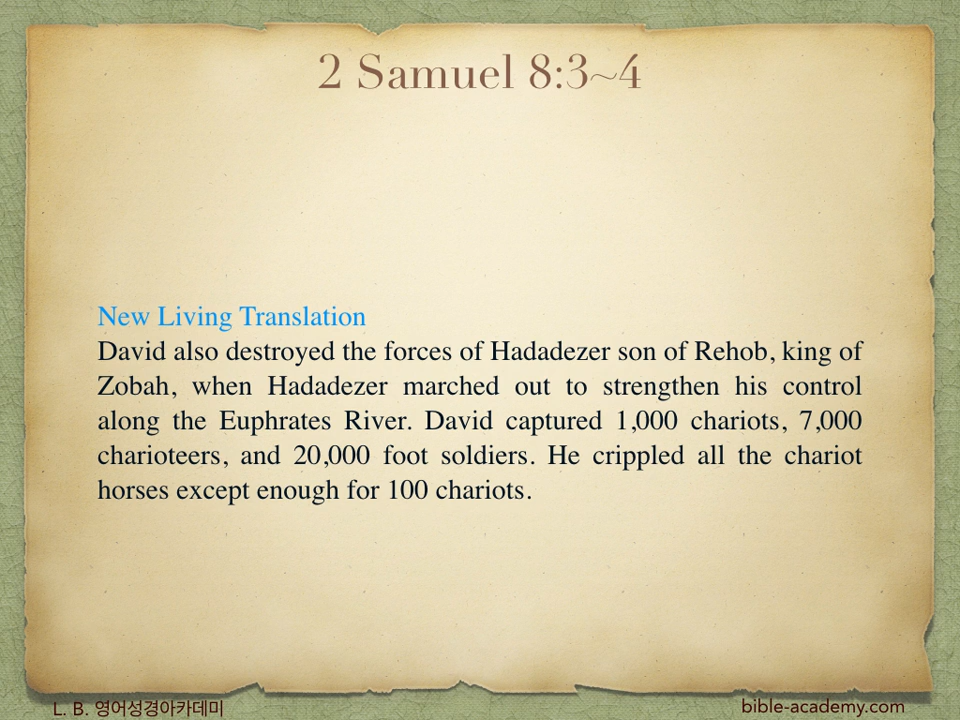 2 Samuel 8:3~4
New Living Translation
David also destroyed the forces of Hadadezer son of Rehob, king of
Zobah, when Hadadezer marched out to strengthen his control
along the Euphrates River. David captured 1,000 chariots, 7,000
charioteers, and 20,000 foot soldiers. He crippled all the chariot
horses except enough for 100 chariots.
L. B. 영어성경아카데미
bible-academy.com